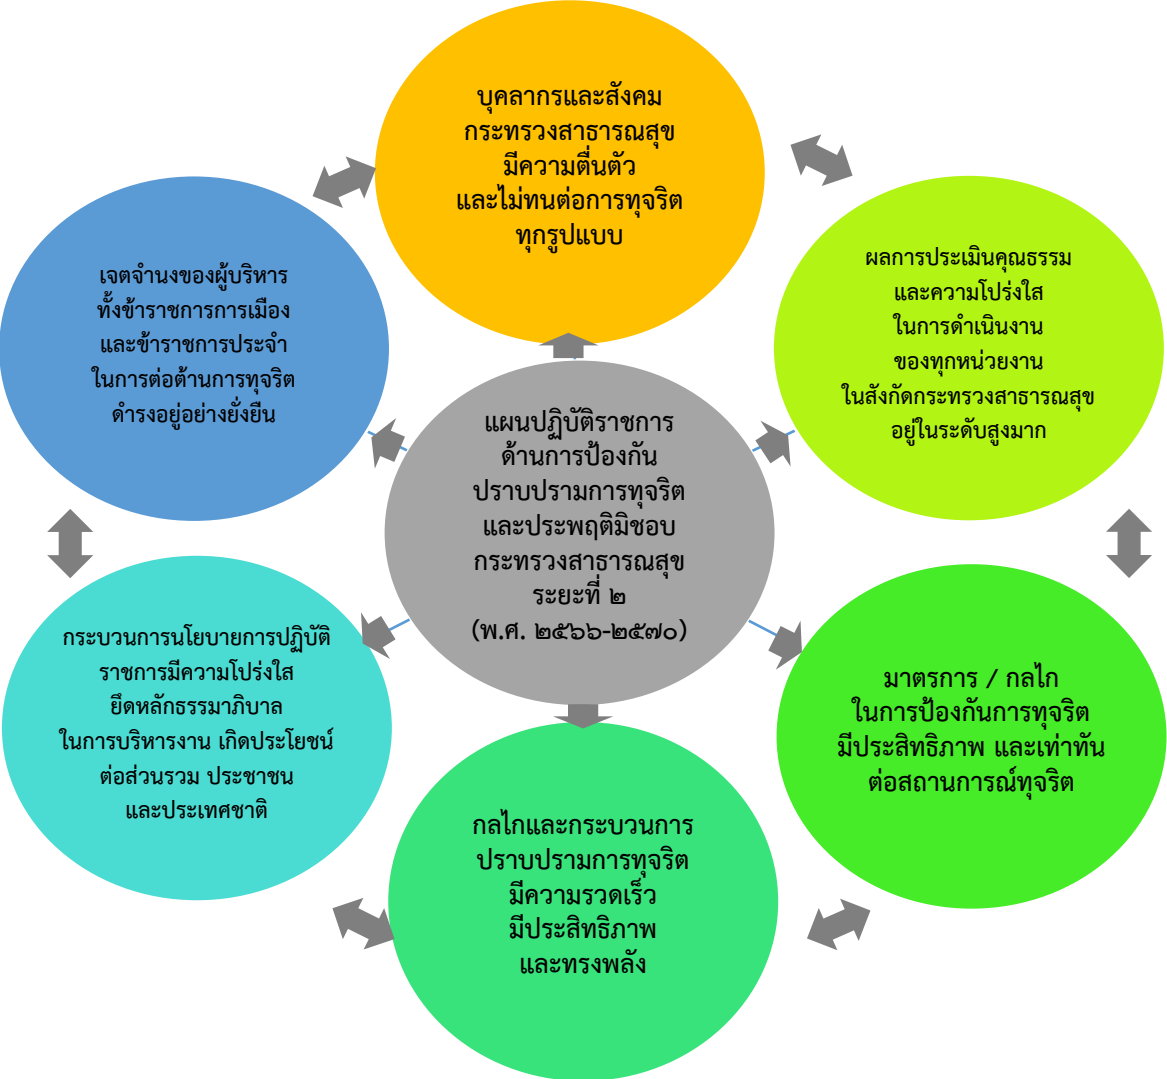 บุคลากรและสังคม
กระทรวงสาธารณสุข
มีความตื่นตัว
และไม่ทนต่อการทุจริต
ทุกรูปแบบ
ผลการประเมินคุณธรรม
และความโปร่งใส
ในการดำเนินงาน
ของทุกหน่วยงาน
ในสังกัดกระทรวงสาธารณสุข
อยู่ในระดับสูงมาก
มาตรการ / กลไก
ในการป้องกันการทุจริต
มีประสิทธิภาพ และเท่าทัน
ต่อสถานการณ์ทุจริต
กลไกและกระบวนการ
ปราบปรามการทุจริต
มีความรวดเร็ว
มีประสิทธิภาพ
และทรงพลัง
กระบวนการนโยบายการปฏิบัติ
ราชการมีความโปร่งใส
ยึดหลักธรรมาภิบาล
ในการบริหารงาน เกิดประโยชน์
ต่อส่วนรวม ประชาชน
และประเทศชาติ
เจตจำนงของผู้บริหาร
ทั้งข้าราชการการเมือง
และข้าราชการประจำ
ในการต่อต้านการทุจริต
ดำรงอยู่อย่างยั่งยืน
แผนปฏิบัติราชการ
ด้านการป้องกัน
ปราบปรามการทุจริต
และประพฤติมิชอบ
กระทรวงสาธารณสุข
ระยะที่ ๒
(พ.ศ. ๒๕๖๖-๒๕๗๐)